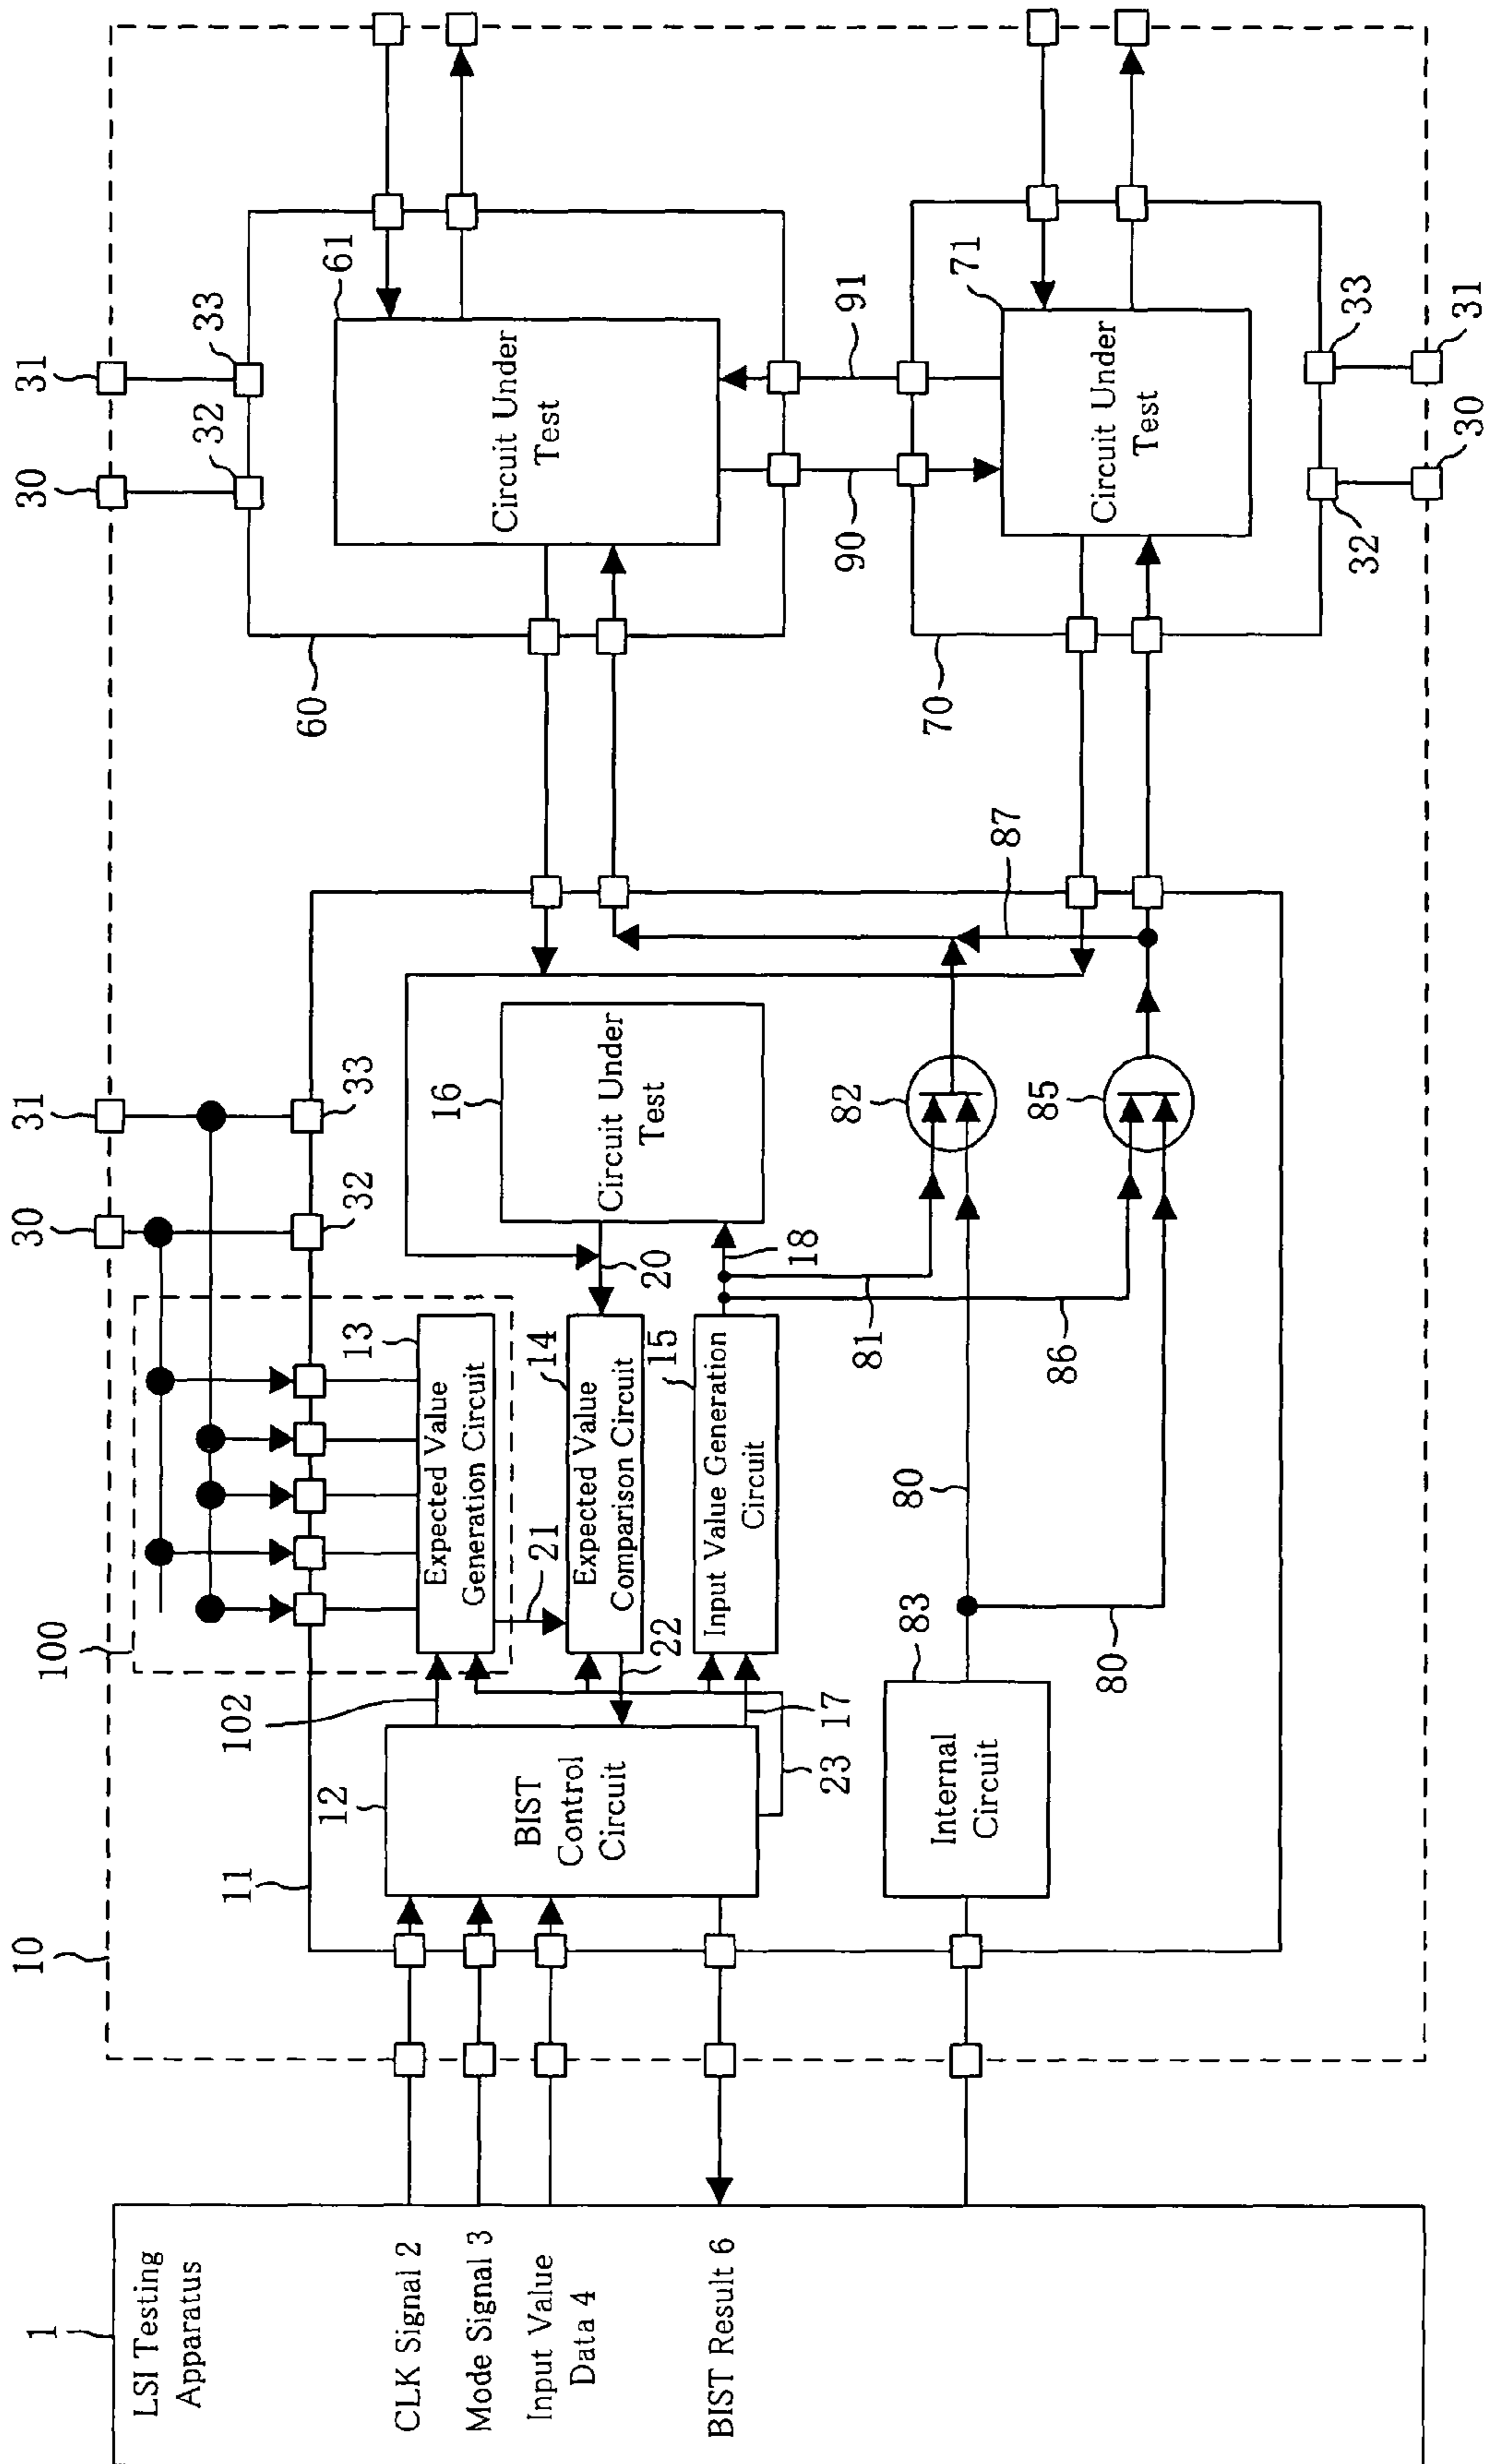 1
LSI Testing
Apparatus
CLK Signal 2
Mode Signal 3
Input Value
Data 4
BIST Result 6
10
11
100
102
12
BIST
Control
Circuit
13
Expected Value
Generation Circuit
21
14
Expected Value
Comparison Circuit
22
15
Input Value Generation
Circuit
17
23
83
Internal
Circuit
80
80
30
31
32
33
16
Circuit Under
Test
20
18
81
86
82
85
87
60
30
31
32
33
61
Circuit Under
Test
90
91
70
71
Circuit Under
Test
32
33
30
31